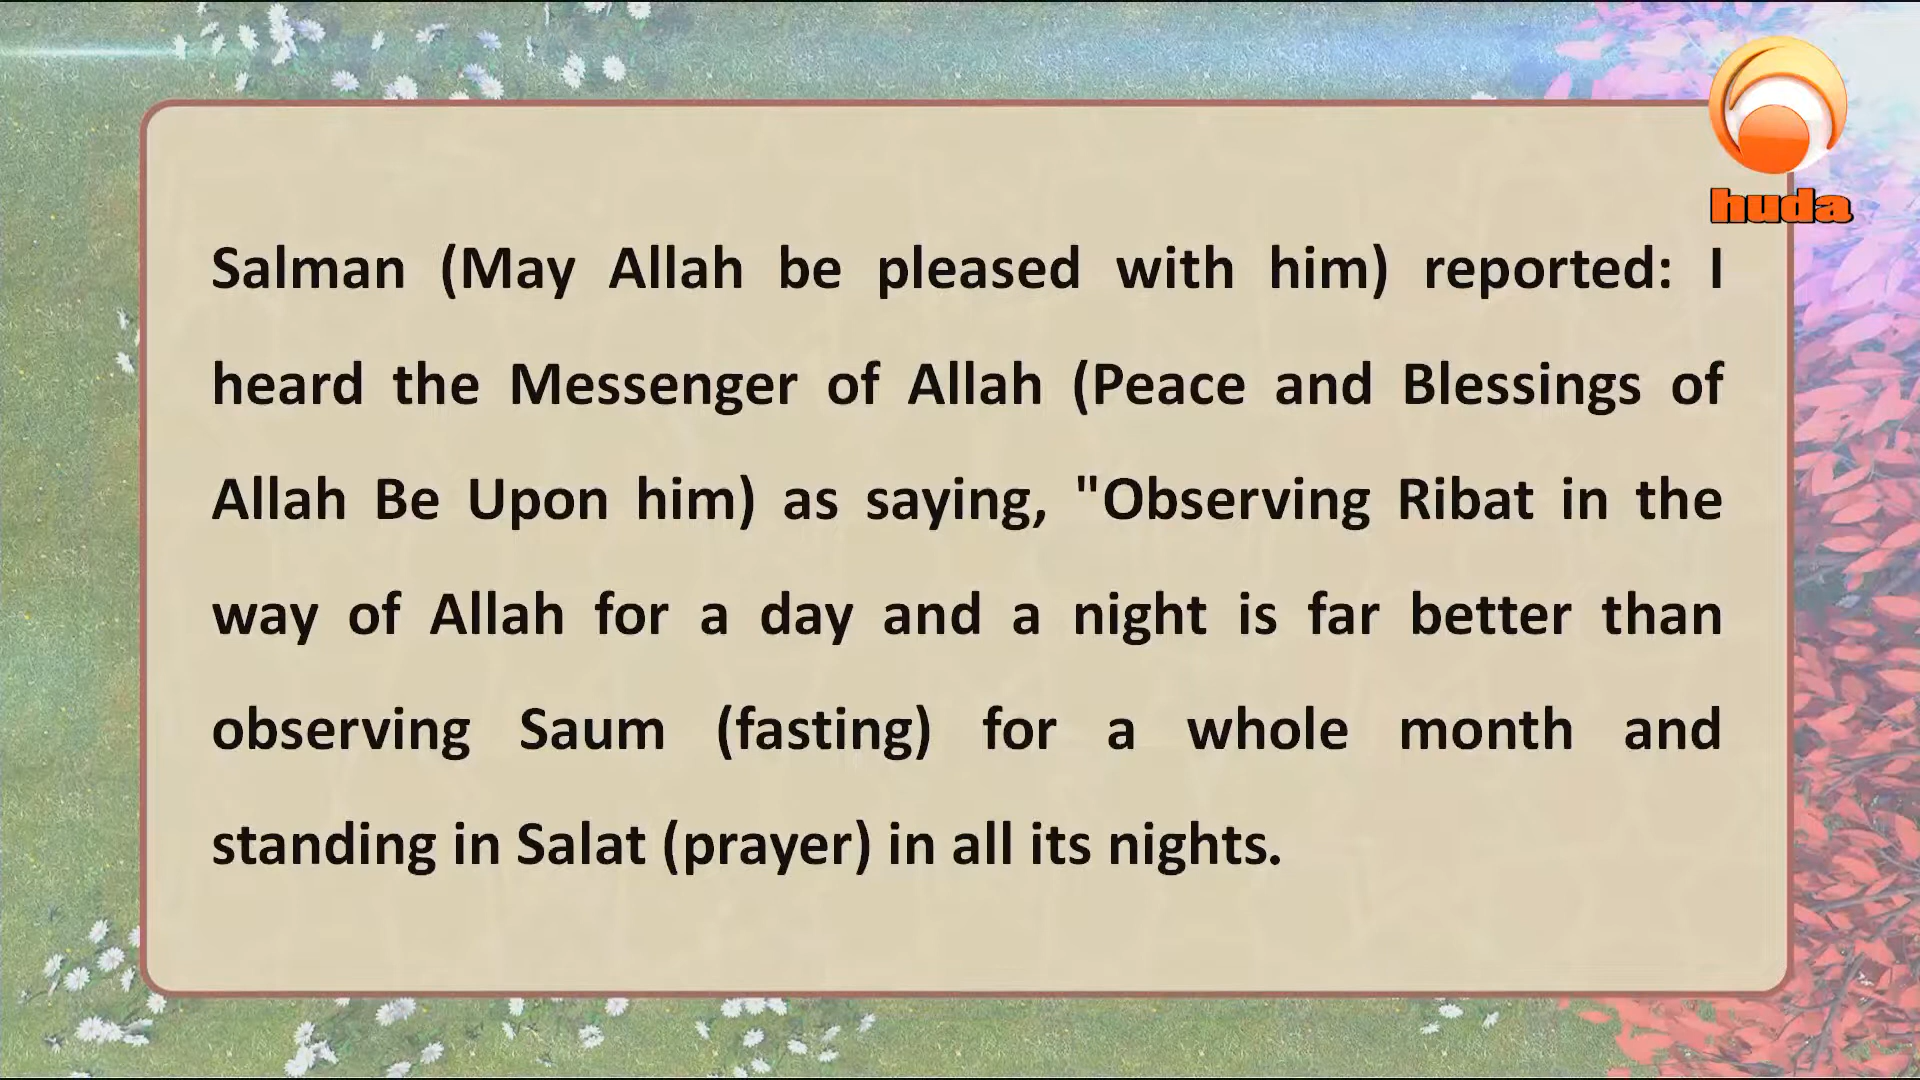 huda
Salman (May Allah be pleased with him) reported: I
heard the Messenger of Allah (Peace and Blessings of
Allah Be Upon him) as saying, "Observing Ribat in the
way of Allah for a day and a night is far better than
observing Saum (fasting) for a whole month and
standing in Salat (prayer) in all its nights.